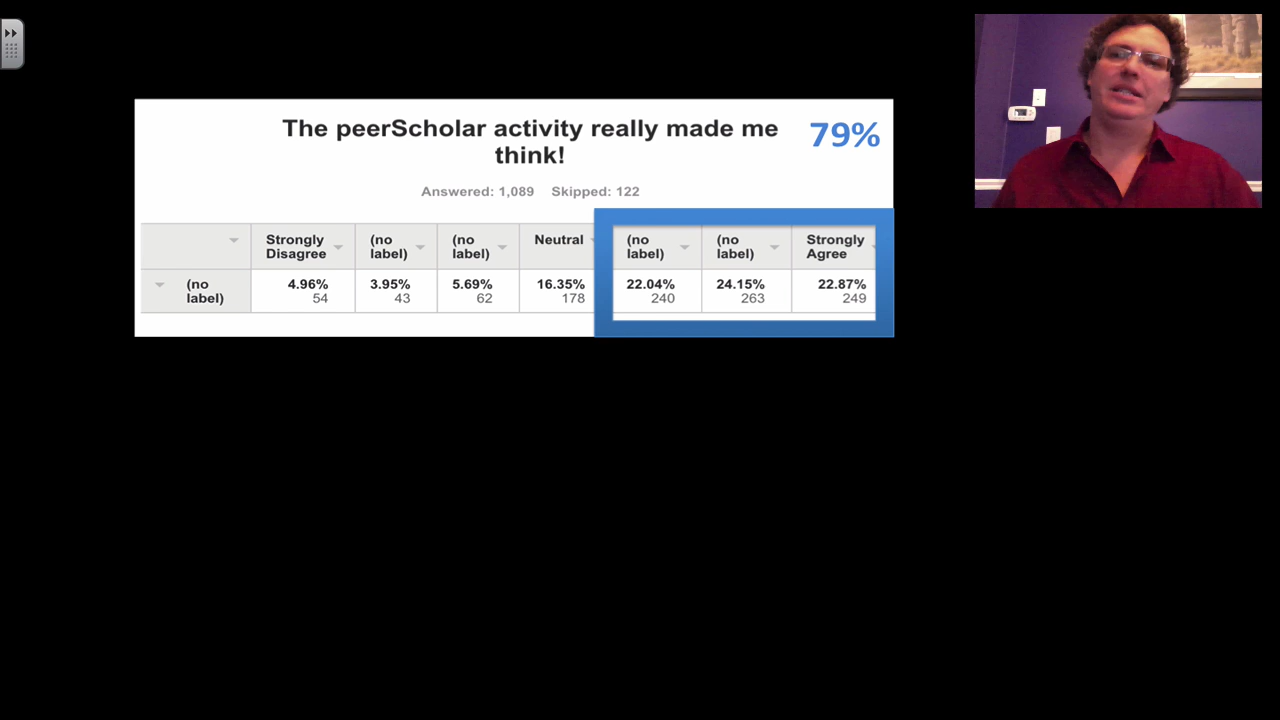 The peerScholar activity really made me
think!
79%
Answered: 1,089 Skipped: 122
Strongly Disagree (no label) (no label) Neutral (no label) (no label) Strongly Agree
(no label) 4.96% 3.95% 5.69% 16.35% 22.04% 24.15% 22.87%
54 43 62 178 240 263 249